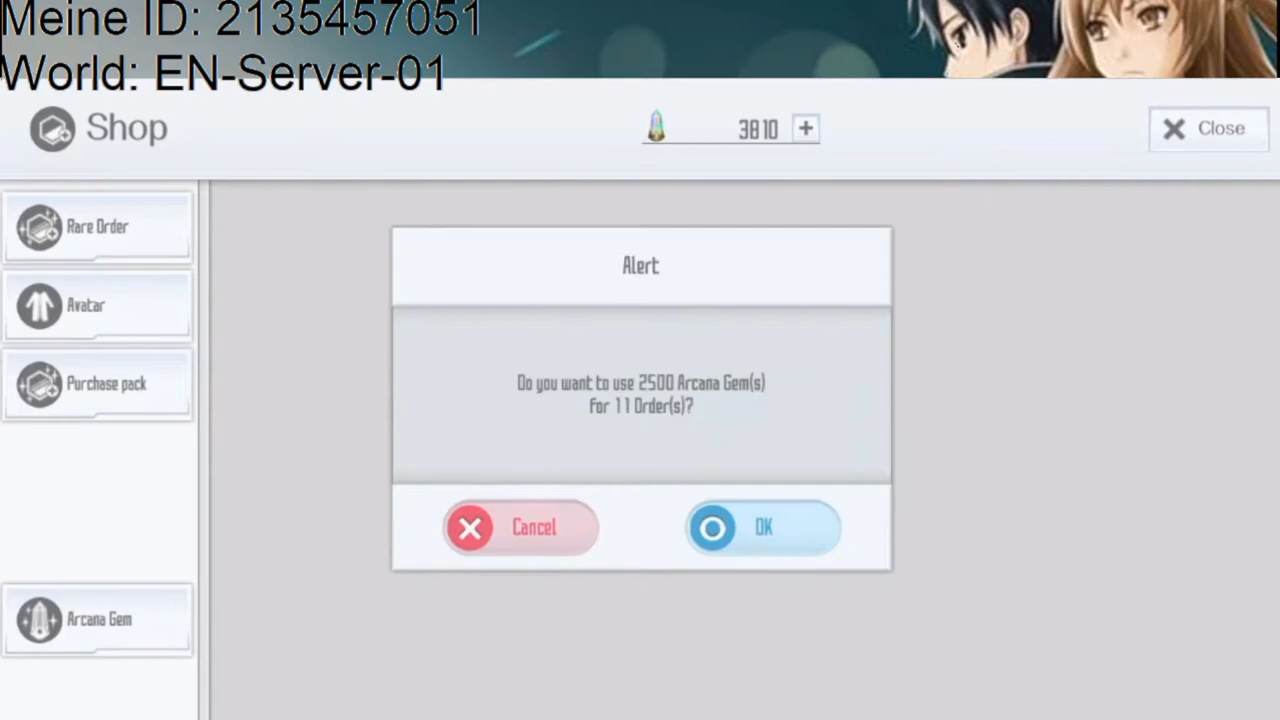 Meine ID: 2135457051
World: EN-Server-01
Shop
3810
Close
Rare Order
Avatar
Purchase pack
Arcana Gem
Alert
Do you want to use 2500 Arcana Gem(s)
for 11 Order(s)?
Cancel
OK